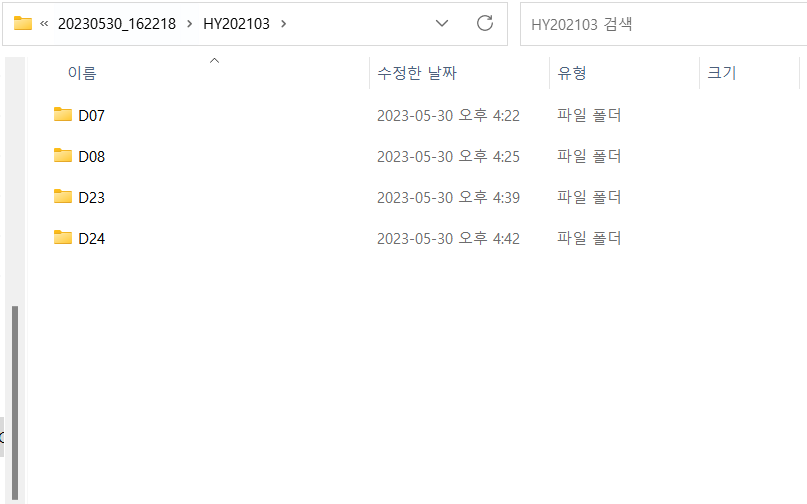 « 20230530_162218 > HY202103 > HY202103 검색
이름 수정한 날짜 유형 크기
D07 2023-05-30 오후 4:22 파일 폴더
D08 2023-05-30 오후 4:25 파일 폴더
D23 2023-05-30 오후 4:39 파일 폴더
D24 2023-05-30 오후 4:42 파일 폴더